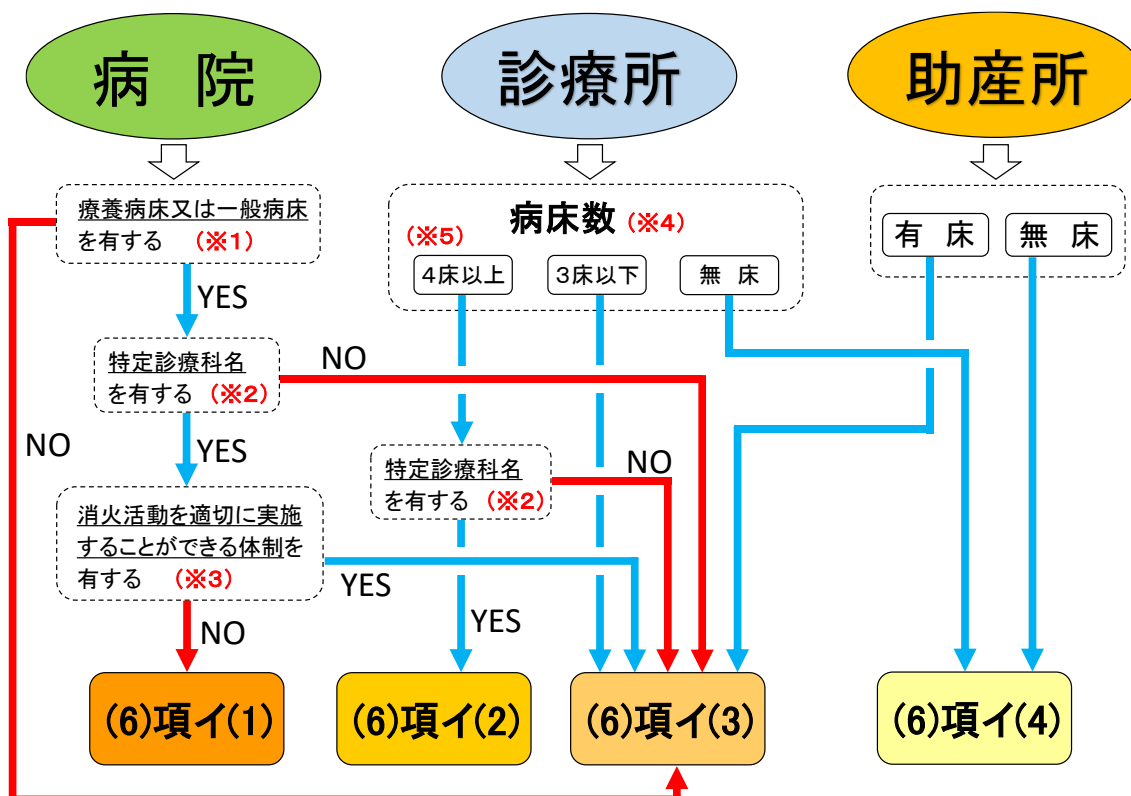 病 院
診療所
助産所
療養病床又は一般病床
を有する (※1)
病床数 (※4)
(※5)
4床以上
3床以下
無 床
有 床
無 床
YES
特定診療科名
を有する (※2)
NO
NO
YES
特定診療科名
を有する (※2)
NO
消火活動を適切に実施
することができる体制を
有する (※3)
YES
YES
NO
(6)項イ(1)
(6)項イ(2)
(6)項イ(3)
(6)項イ(4)